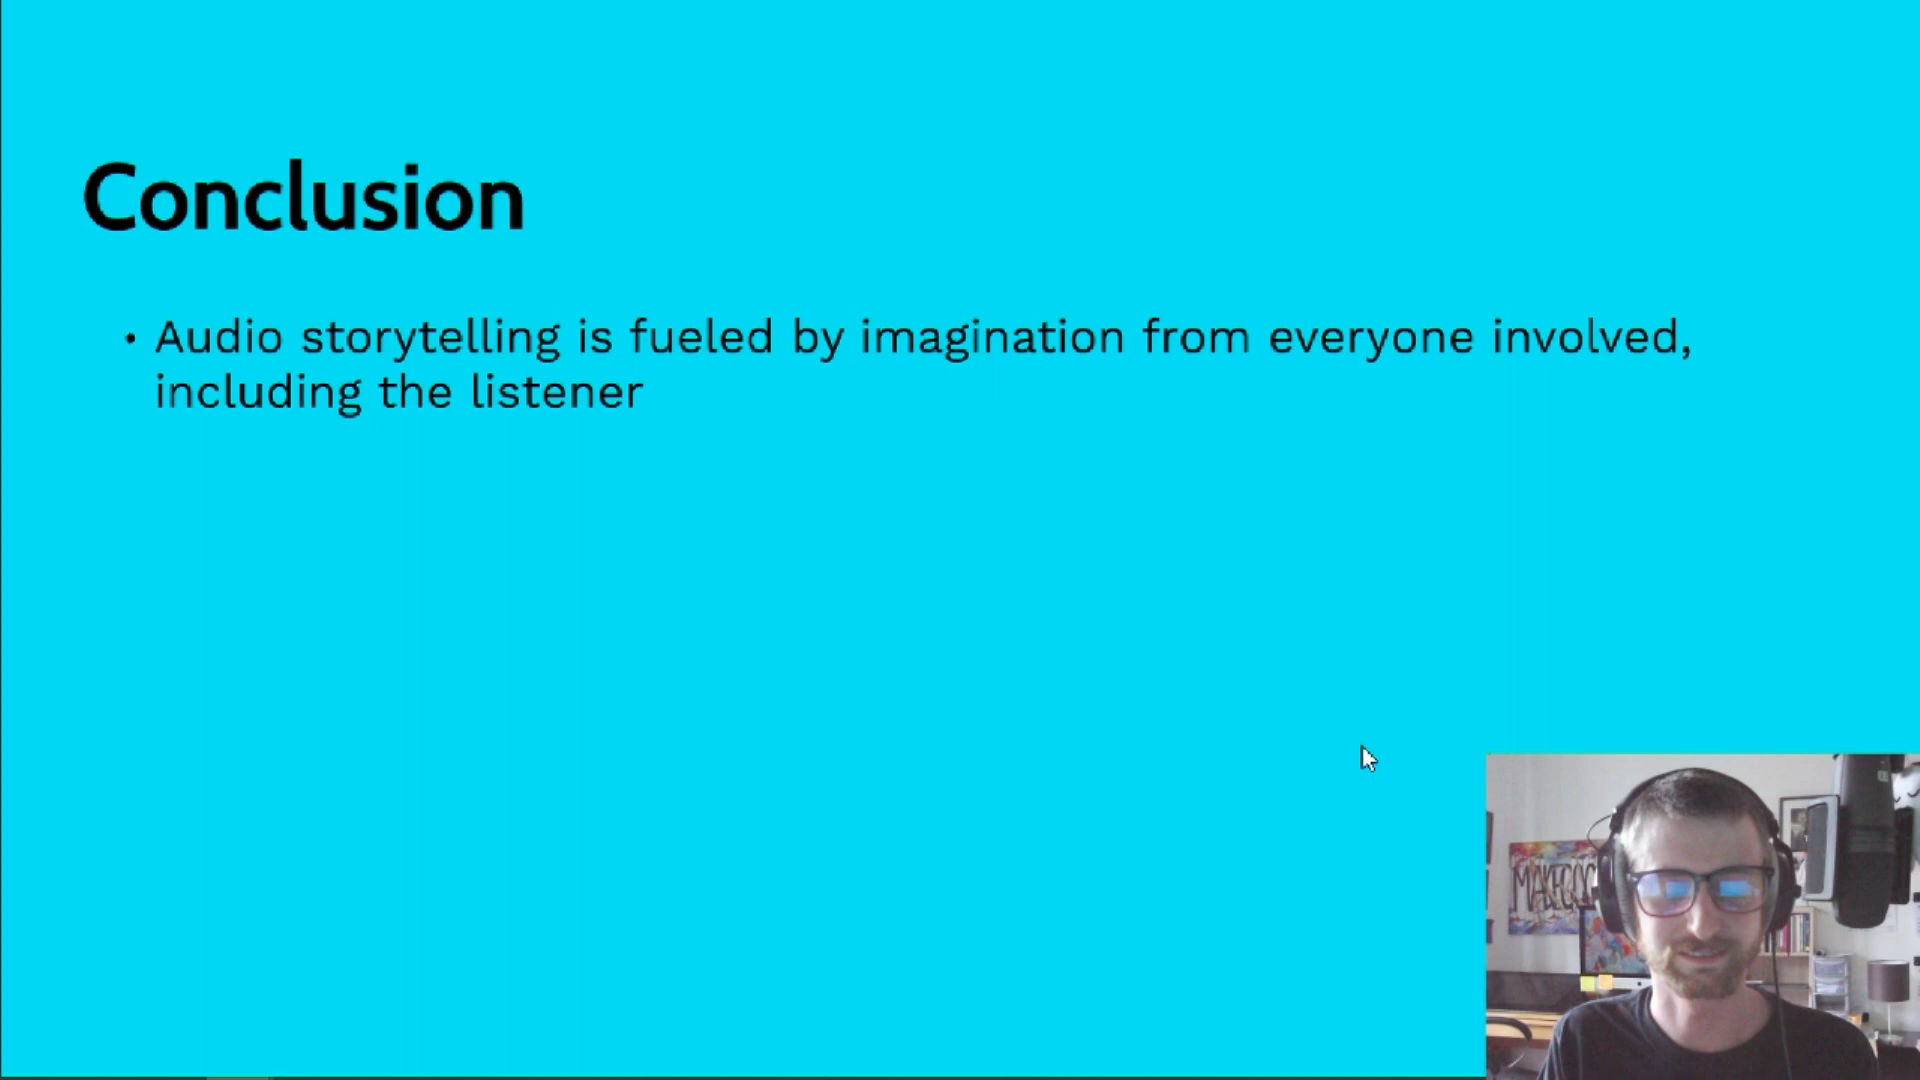 Conclusion
• Audio storytelling is fueled by imagination from everyone involved,
including the listener